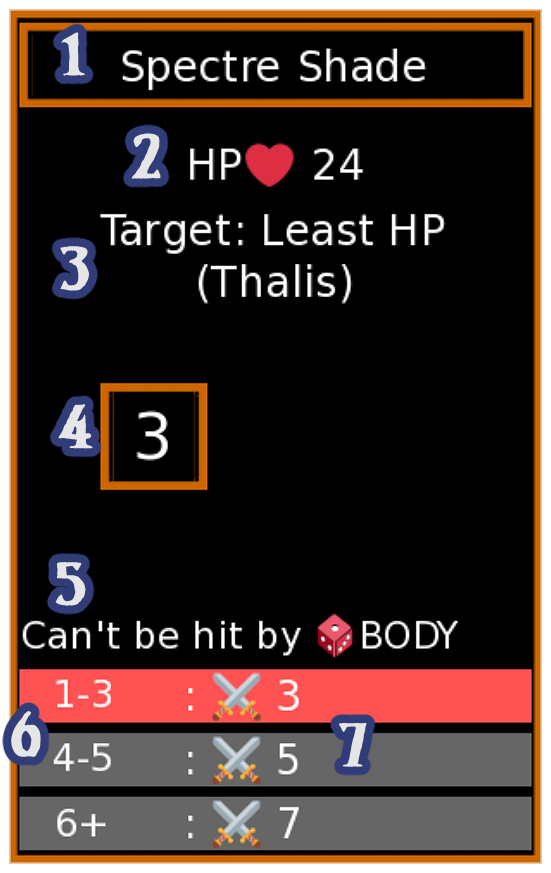 1 Spectre Shade
2 HP❤️ 24
Target: Least HP
3 (Thalis)
4 3
5
Can't be hit by 🎲BODY
1-3 : ⚔️ 3
6 4-5 : ⚔️ 5 7
6+ : ⚔️ 7